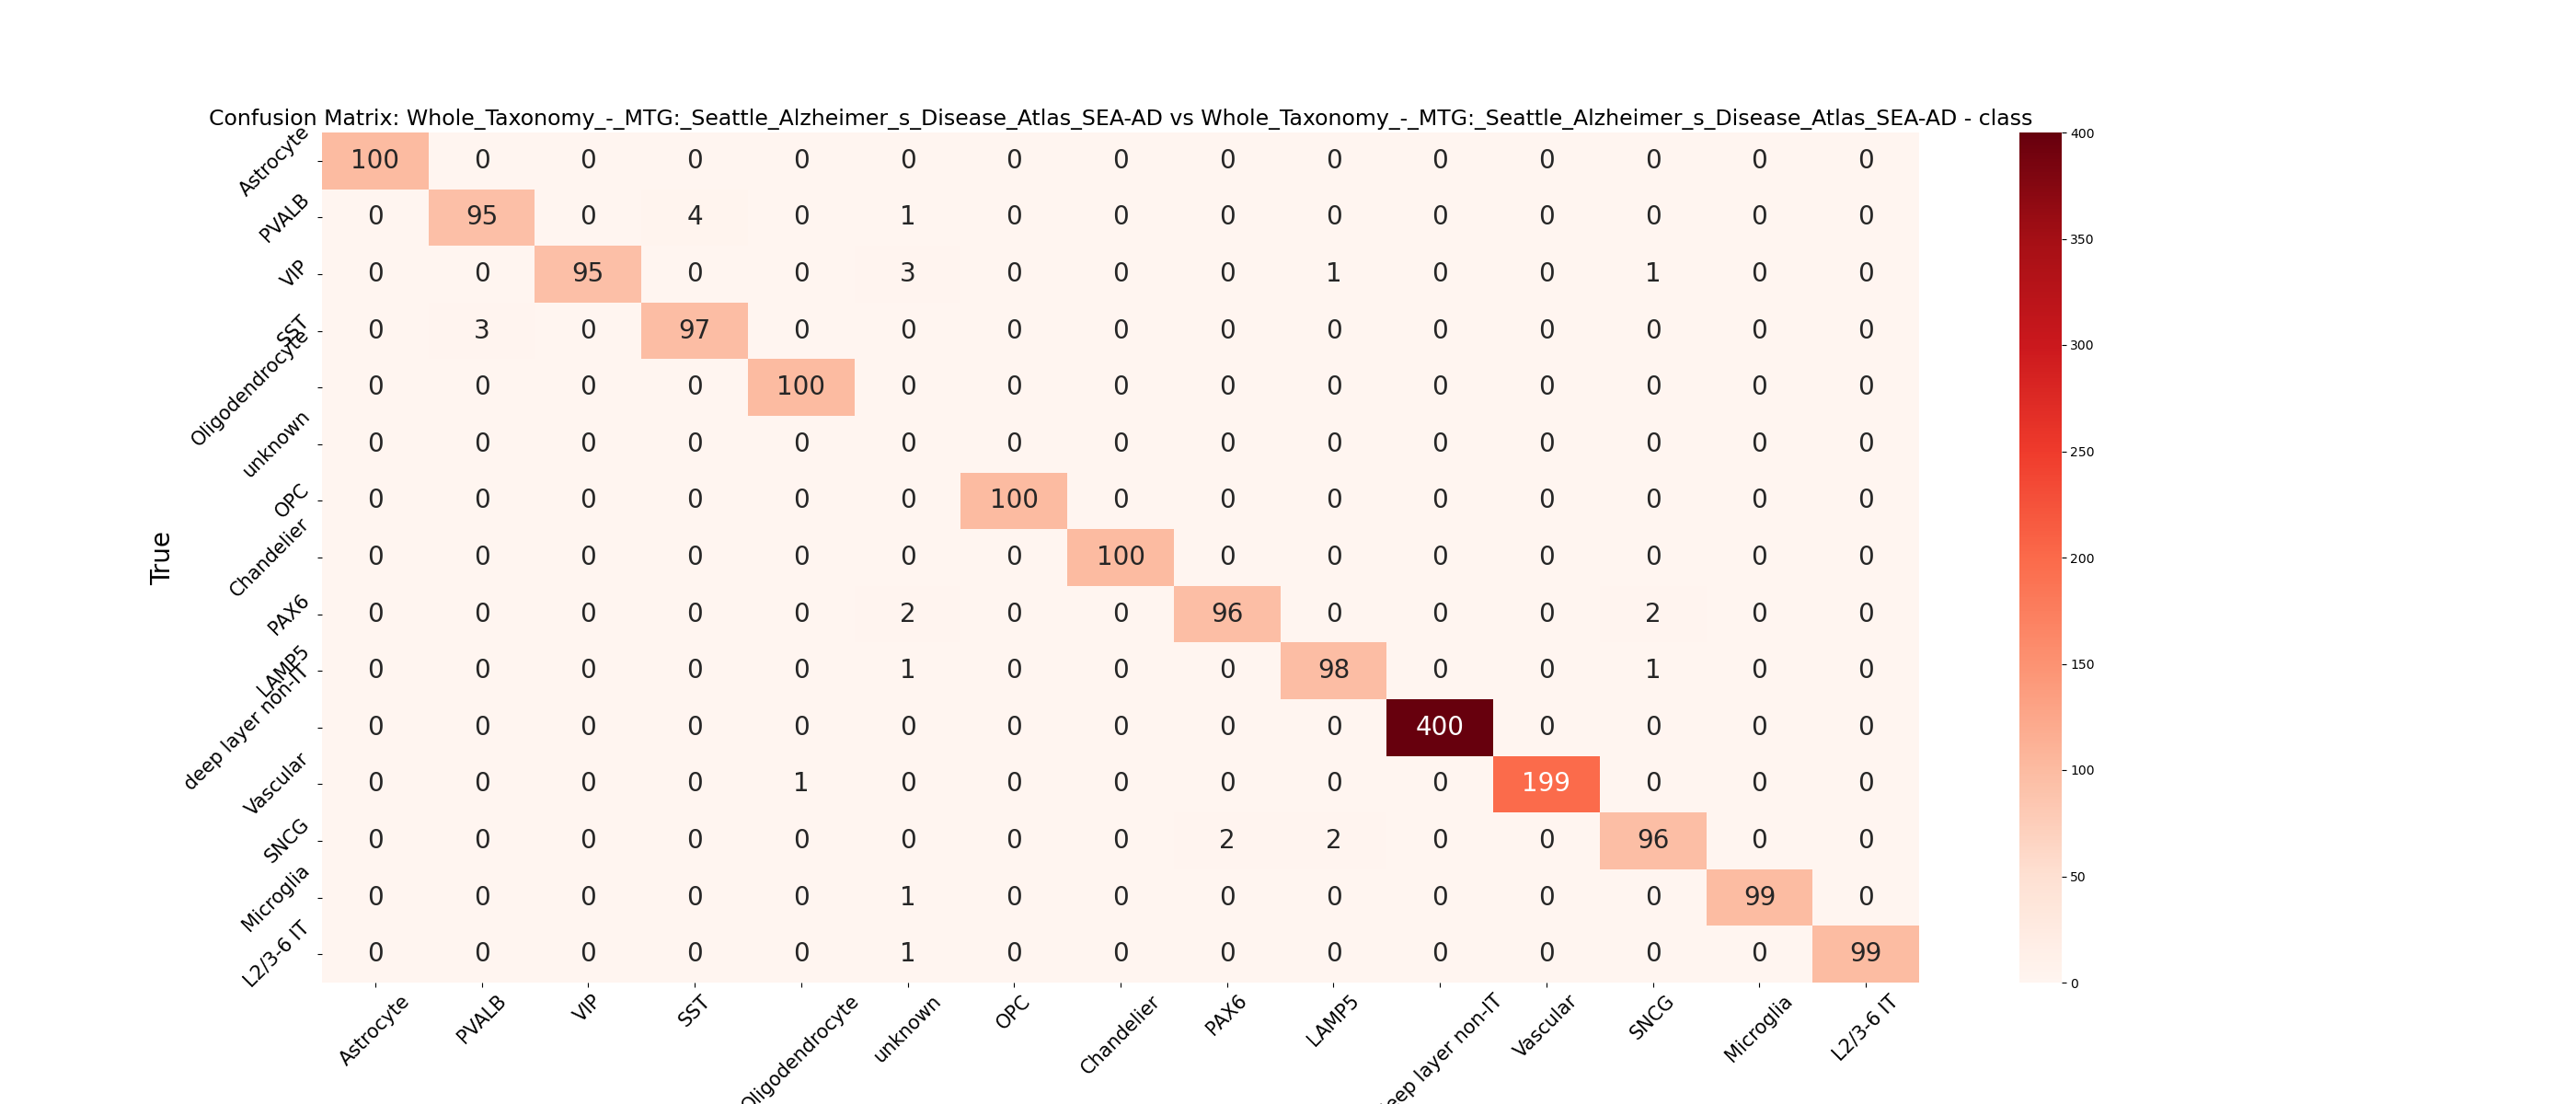 Confusion Matrix: Whole_Taxonomy_-_MTG:_Seattle_Alzheimer_s_Disease_Atlas_SEA-AD vs Whole_Taxonomy_-_MTG:_Seattle_Alzheimer_s_Disease_Atlas_SEA-AD - class
Astrocyte 100 0 0 0 0 0 0 0 0 0 0 0 0 0 0
PVALB 0 95 0 4 0 1 0 0 0 0 0 0 0 0 0
VIP 0 0 95 0 0 3 0 0 0 1 0 0 1 0 0
SST 0 3 0 97 0 0 0 0 0 0 0 0 0 0 0
Oligodendrocyte 0 0 0 0 100 0 0 0 0 0 0 0 0 0 0
unknown 0 0 0 0 0 0 0 0 0 0 0 0 0 0 0
OPC 0 0 0 0 0 0 100 0 0 0 0 0 0 0 0
Chandelier 0 0 0 0 0 0 0 100 0 0 0 0 0 0 0
PAX6 0 0 0 0 0 2 0 0 96 0 0 0 2 0 0
LAMP5 0 0 0 0 0 1 0 0 0 98 0 0 1 0 0
deep layer non-IT 0 0 0 0 0 0 0 0 0 0 400 0 0 0 0
Vascular 0 0 0 0 1 0 0 0 0 0 0 199 0 0 0
SNCG 0 0 0 0 0 0 0 0 2 2 0 0 96 0 0
Microglia 0 0 0 0 0 1 0 0 0 0 0 0 0 99 0
L2/3-6 IT 0 0 0 0 0 1 0 0 0 0 0 0 0 0 99
True
Astrocyte PVALB VIP SST Oligodendrocyte unknown OPC Chandelier PAX6 LAMP5 eep layer non-IT Vascular SNCG Microglia L2/3-6 IT
400
350
300
250
200
150
100
50
0